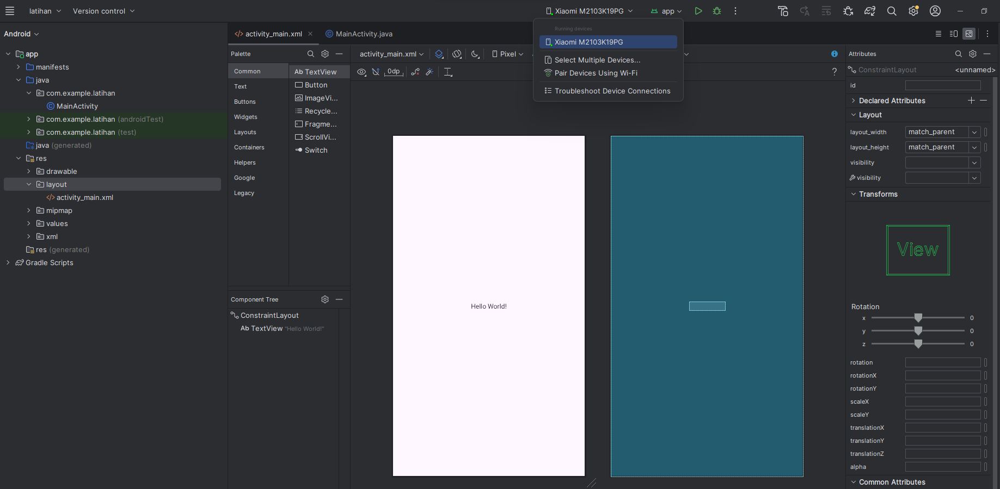 latihan
Version control
Xiaomi M2103K19PG
app
Android
activity_main.xml
MainActivity.java
Running devices
Xiaomi M2103K19PG
Select Multiple Devices...
Pair Devices Using Wi-Fi
Troubleshoot Device Connections
app
manifests
java
com.example.latihan
MainActivity
com.example.latihan (androidTest)
com.example.latihan (test)
java (generated)
res
drawable
layout
activity_main.xml
mipmap
values
xml
res (generated)
Gradle Scripts
Palette
Common
Text
Buttons
Widgets
Layouts
Containers
Helpers
Google
Legacy
Ab TextView
Button
ImageVi...
Recycle...
Fragme...
ScrollVi...
Switch
Component Tree
ConstraintLayout
Ab TextView "Hello World!"
activity_main.xml
Pixel
0dp
?
Hello World!
Attributes
ConstraintLayout
<unnamed>
id
Declared Attributes
Layout
layout_width match_parent
layout_height match_parent
visibility
visibility
Transforms
View
Rotation
x 0
y 0
z 0
rotation
rotationX
rotationY
scaleX
scaleY
translationX
translationY
translationZ
alpha
Common Attributes